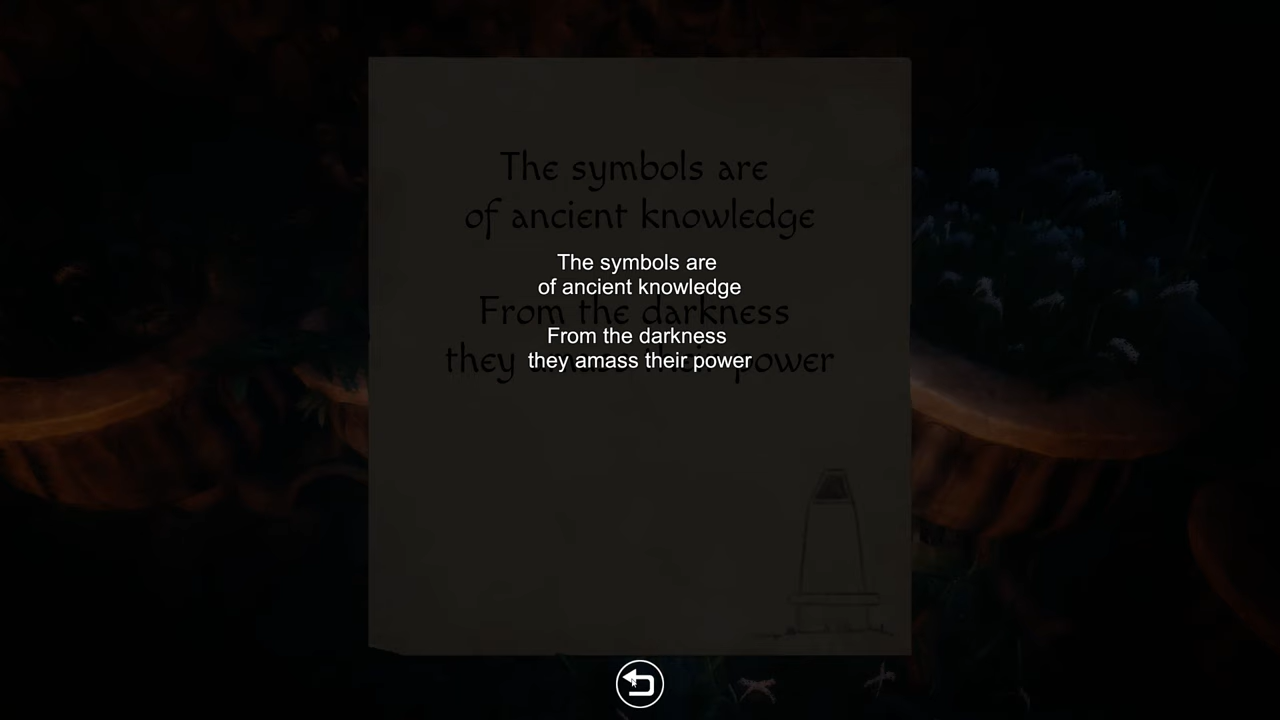 The symbols are
of ancient knowledge
The symbols are
of ancient knowledge
From the darkness
From the darkness
they amass their power
they amass their power